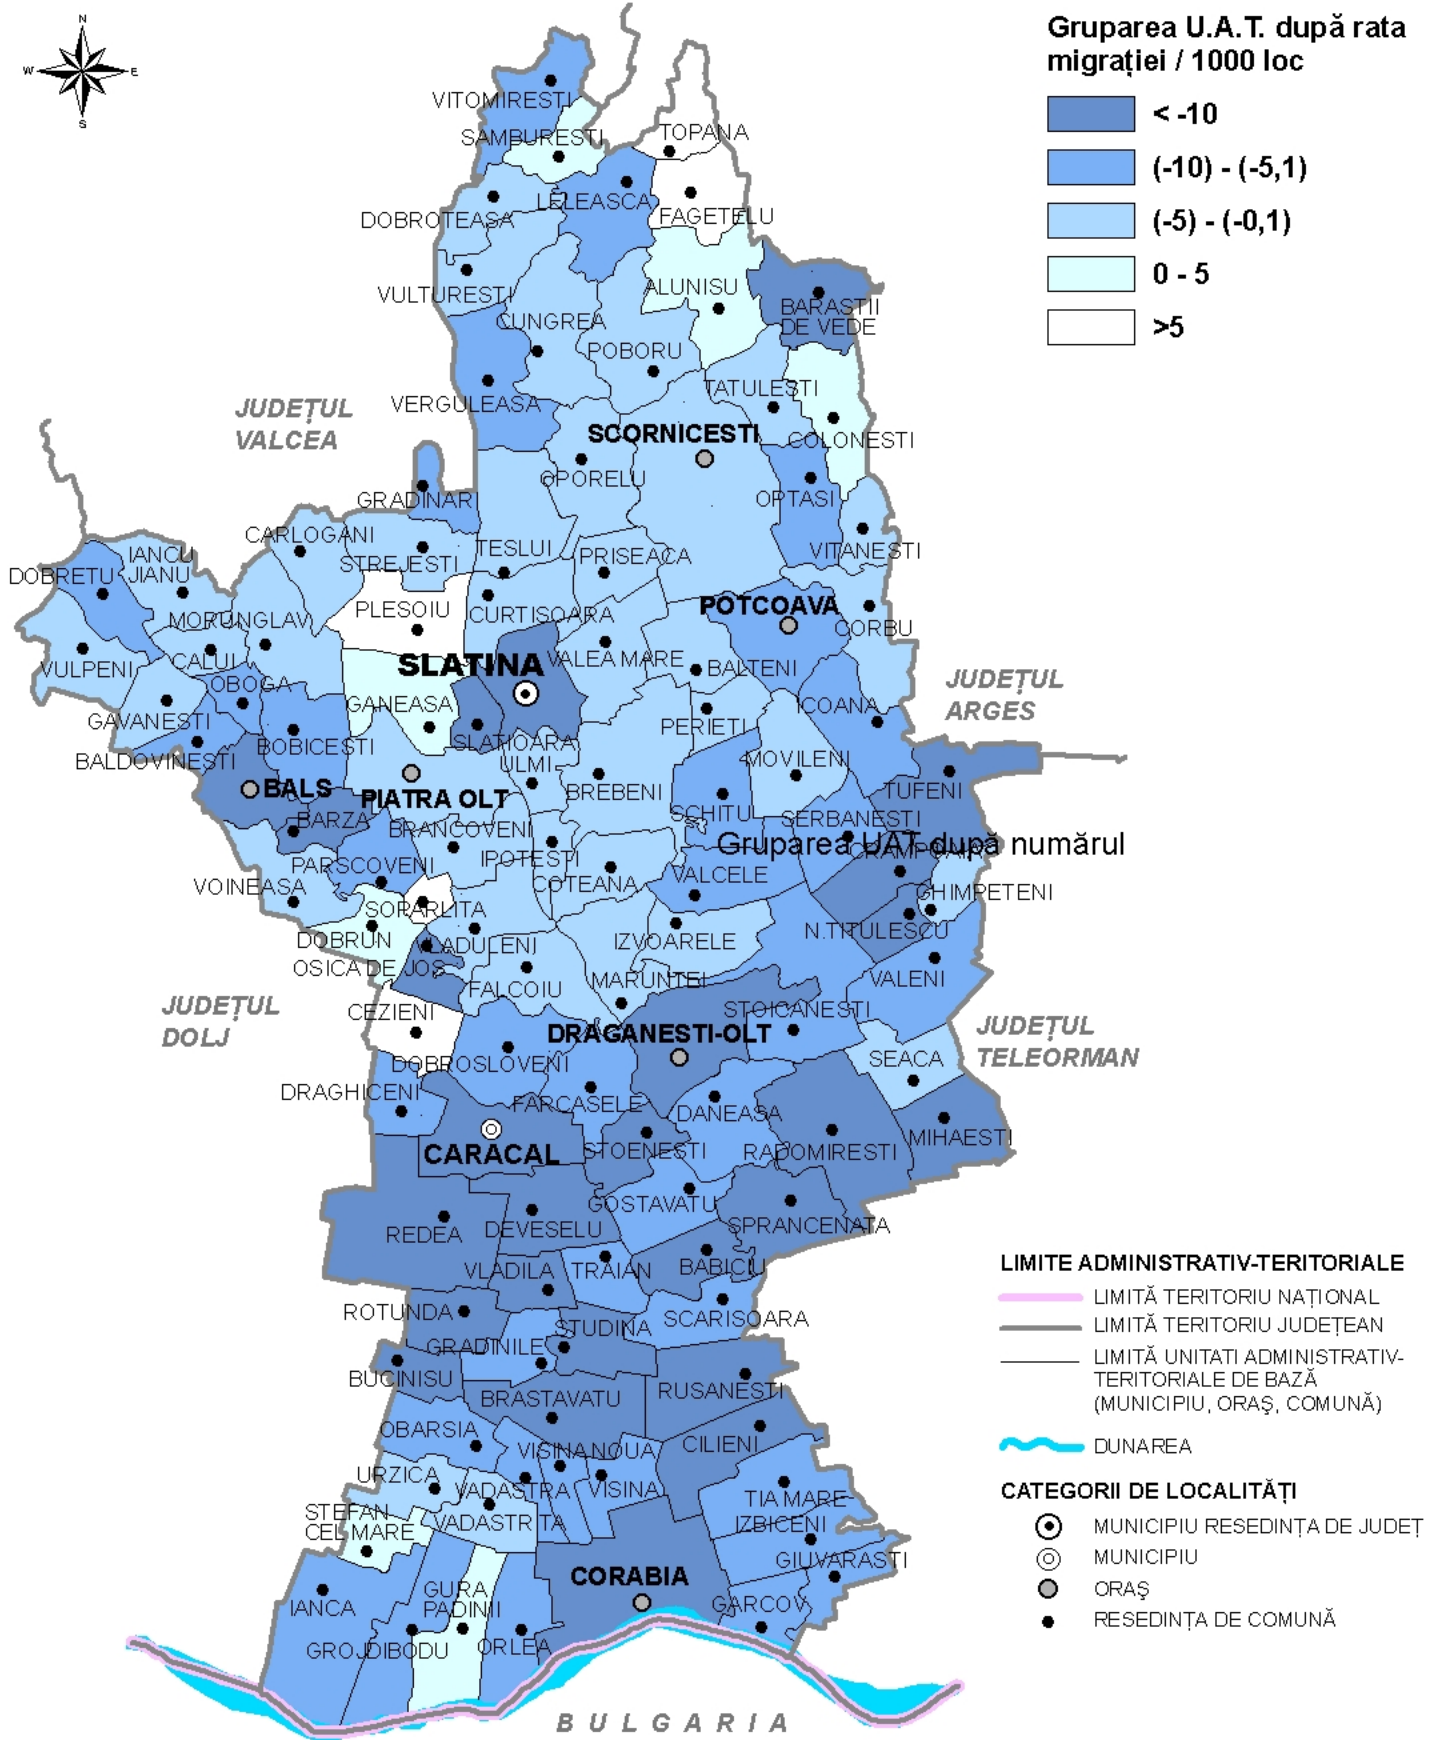 N
W
E
S
Gruparea U.A.T. după rata
migrației / 1000 loc
< -10
(-10) - (-5,1)
(-5) - (-0,1)
0 - 5
>5
VITOMIRESTI
SAMBURESTI
TOPANA
LELEASCA
DOBROTEASA
FAGETELU
VULTURESTI
ALUNISU
CUNGREA
BARASTII
DE VEDE
POBORU
TATULESTI
VERGULEASA
JUDEȚUL
VALCEA
SCORNICESTI
COLONESTI
OPORELU
OPTASI
GRADINARI
CARLOGANI
STREJESTI
TESLUI
PRISEACA
VITANESTI
IANCU
JIANU
DOBRETU
PLESOIU
CURTISOARA
POTCOAVA
CORBU
MORUNGLAV
VULPENI
CALUI
SLATINA
VALEA MARE
BALTENI
OBOGA
GANEASA
ICOANA
JUDEȚUL
ARGES
GAVANESTI
PERIETI
BOBICESTI
SLATIOARA
BALDOVINESTI
ULMI
MOVILENI
BALS
PIATRA OLT
BREBENI
TUFENI
SCHITU
BARZA
BRANCOVENI
SERBANESTI
Gruparea UAT după numărul
PARSCOVENI
IPOTESTI
COTEANA
VALCELE
GHIMPETENI
VOINEASA
SOPARLITA
DOBRUN
VLADULENI
IZVOARELE
N.TITULESCU
OSICA DE JOS
FALCOIU
MARUNTEI
VALENI
JUDEȚUL
DOLJ
CEZIENI
STOICANESTI
DRAGANESTI-OLT
JUDEȚUL
TELEORMAN
DOBROSLOVENI
SEACA
DRAGHICENI
FARCASELE
DANEASA
CARACAL
STOENESTI
RADOMIRESTI
MIHAESTI
GOSTAVATU
REDEA
DEVESELU
SPRANCENATA
VLADILA
TRAIAN
BABICIU
ROTUNDA
STUDINA
SCARISOARA
GRADINILE
BUCINISU
BRASTAVATU
RUSANESTI
OBARSIA
VISINA NOUA
CILIENI
URZICA
VADASTRA
VISINA
TIA MARE
STEFAN
CEL MARE
VADASTRITA
IZBICENI
GIUVARASTI
CORABIA
GURA
PADINII
GARCOV
IANCA
GROJDIBODU
ORLEA
BULGARIA
LIMITE ADMINISTRATIV-TERITORIALE
LIMITĂ TERITORIU NAȚIONAL
LIMITĂ TERITORIU JUDEȚEAN
LIMITĂ UNITATI ADMINISTRATIV-
TERITORIALE DE BAZĂ
(MUNICIPIU, ORAȘ, COMUNĂ)
DUNAREA
CATEGORII DE LOCALITĂȚI
MUNICIPIU RESEDINȚA DE JUDEȚ
MUNICIPIU
ORAȘ
RESEDINȚA DE COMUNĂ